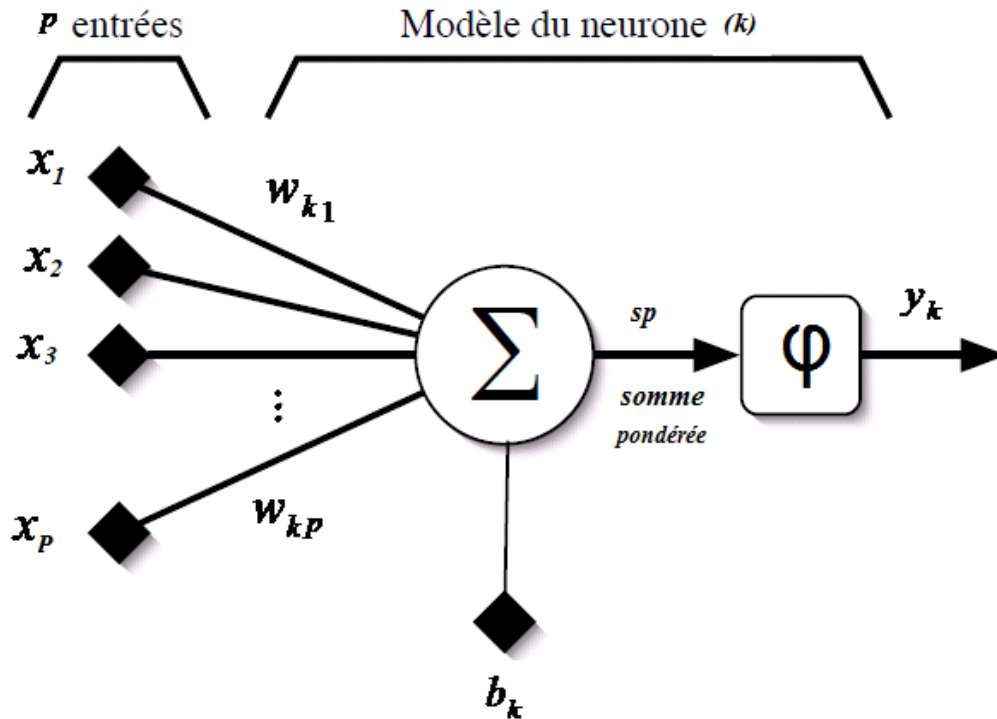 p entrées
Modèle du neurone (k)
x1
wk1
x2
x3
sp
φ
yk
∑
somme
pondérée
⋮
xp
wkp
bk